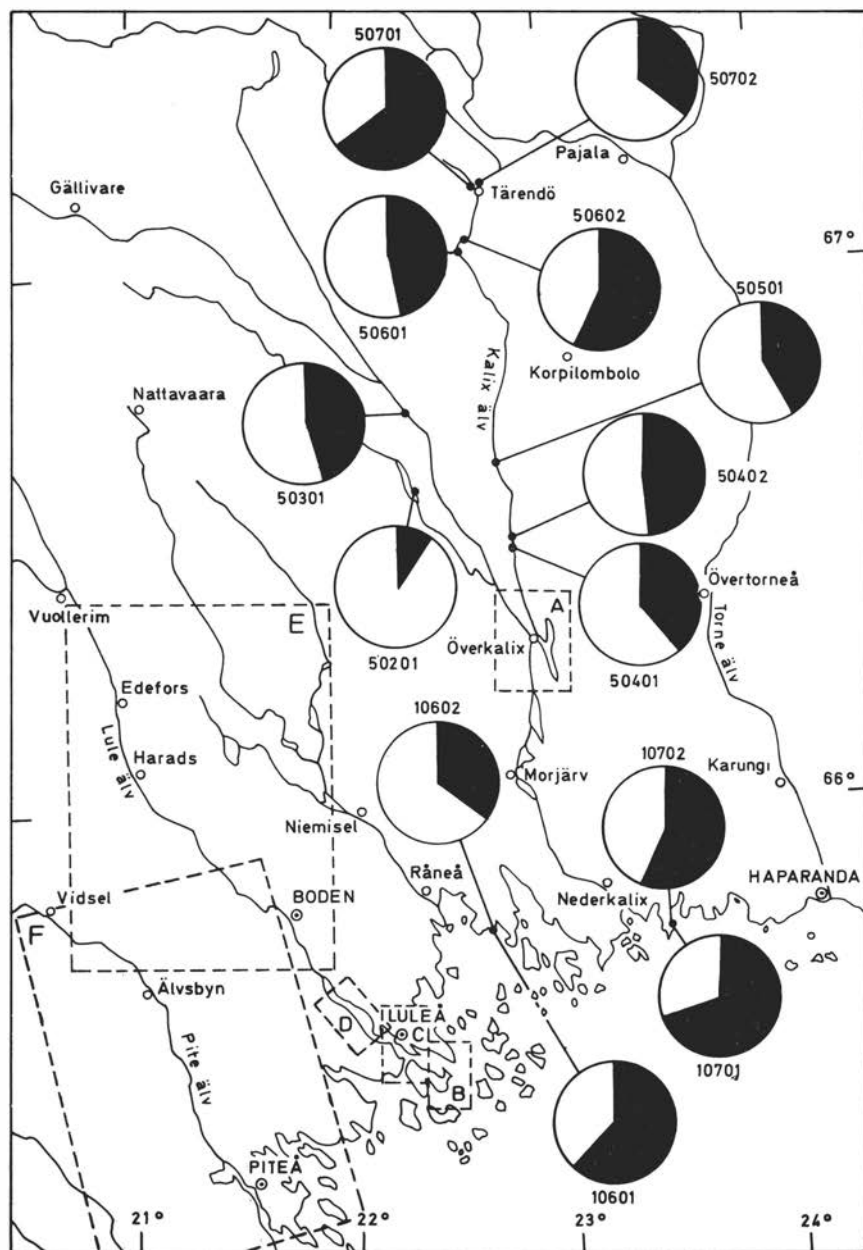 50701
50702
Pajala
Gällivare
Tärendö
50602
67°
50501
50601
Kalix älv
Korpilombolo
Nattavaara
50402
50301
Övertorneå
Vuollerim
E
A
Torne älv
Överkalix
50201
50401
Edefors
10602
Lule älv
10702
Harads
Morjärv
Karungi
66°
Niemisel
Råneå
HAPARANDA
Vidsel
BODEN
Nederkalix
F
Älvsbyn
D
LULEÅ
C
Pite älv
B
10701
PITEÅ
10601
21°
22°
23°
24°